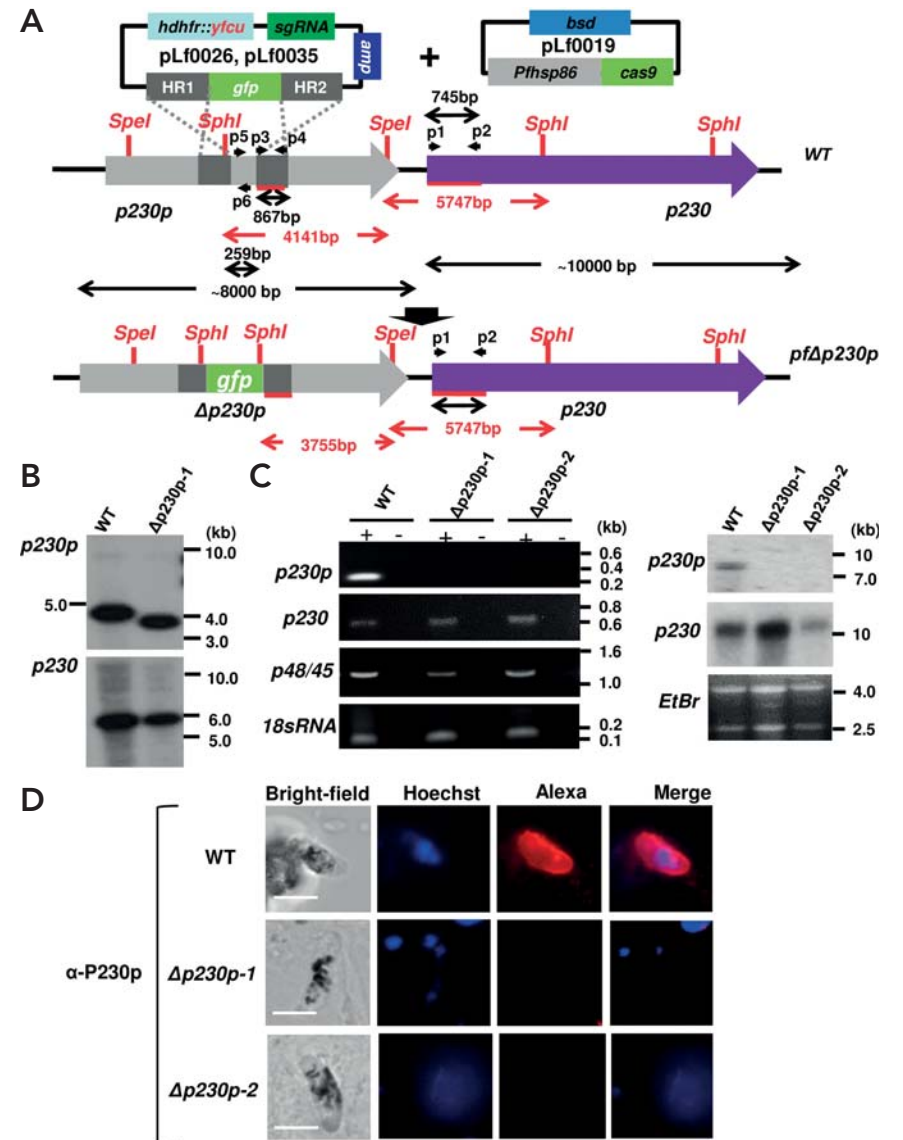 A
hdhfr::yfcu sgRNA
pLf0026, pLf0035
amp
HR1 gfp HR2
+
bsd
pLf0019
Pfhsp86 cas9
745bp
SpeI SphI p5 p3 p4 SpeI p1 p2 SphI SphI
WT
p6
p230p 867bp 5747bp p230
4141bp
259bp
~8000 bp ~10000 bp
SpeI SphI SphI SpeI p1 p2 SphI SphI
pfΔp230p
gfp
Δp230p p230
3755bp 5747bp
B
WT Δp230p-1
(kb)
p230p
10.0
5.0
4.0
3.0
p230
10.0
6.0
5.0
C
WT Δp230p-1 Δp230p-2
(kb)
+ - + - + -
p230p
0.6
0.4
0.2
p230
0.8
0.6
p48/45
1.6
1.0
18sRNA
0.2
0.1
WT Δp230p-1 Δp230p-2
(kb)
p230p
10
7.0
p230
10
EtBr
4.0
2.5
D
Bright-field Hoechst Alexa Merge
WT
α-P230p
Δp230p-1
Δp230p-2